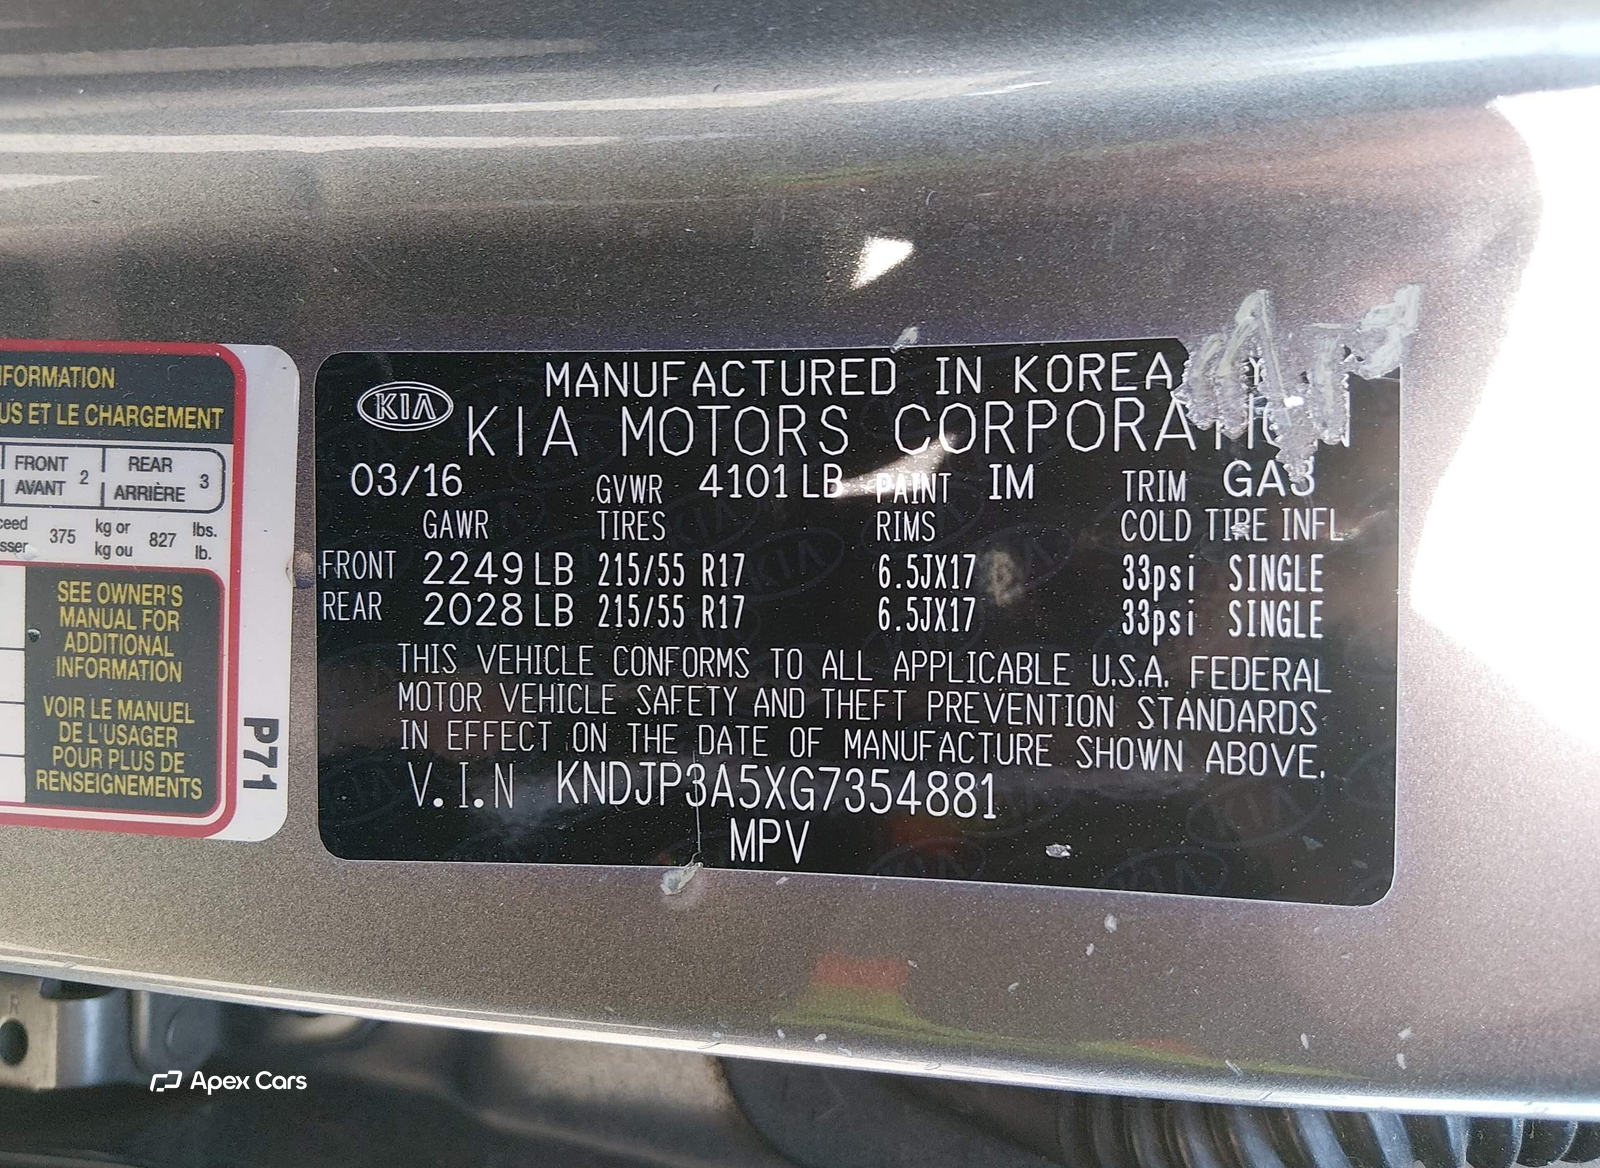 NFORMATION
US ET LE CHARGEMENT
FRONT
AVANT 2
REAR
ARRIÈRE 3
ceed
sser 375 kg or
kg ou 827 lbs.
lb.
SEE OWNER'S
MANUAL FOR
ADDITIONAL
INFORMATION
VOIR LE MANUEL
DE L'USAGER
POUR PLUS DE
RENSEIGNEMENTS
P71
KIA
MANUFACTURED IN KOREA
KIA MOTORS CORPORATION
03/16 GVWR 4101 LB PAINT IM TRIM GA3
GAWR TIRES RIMS COLD TIRE INFL
FRONT 2249 LB 215/55 R17 6.5JX17 33psi SINGLE
REAR 2028 LB 215/55 R17 6.5JX17 33psi SINGLE
THIS VEHICLE CONFORMS TO ALL APPLICABLE U.S.A. FEDERAL
MOTOR VEHICLE SAFETY AND THEFT PREVENTION STANDARDS
IN EFFECT ON THE DATE OF MANUFACTURE SHOWN ABOVE.
V.I.N KNDJP3A5XG7354881
MPV
Apex Cars